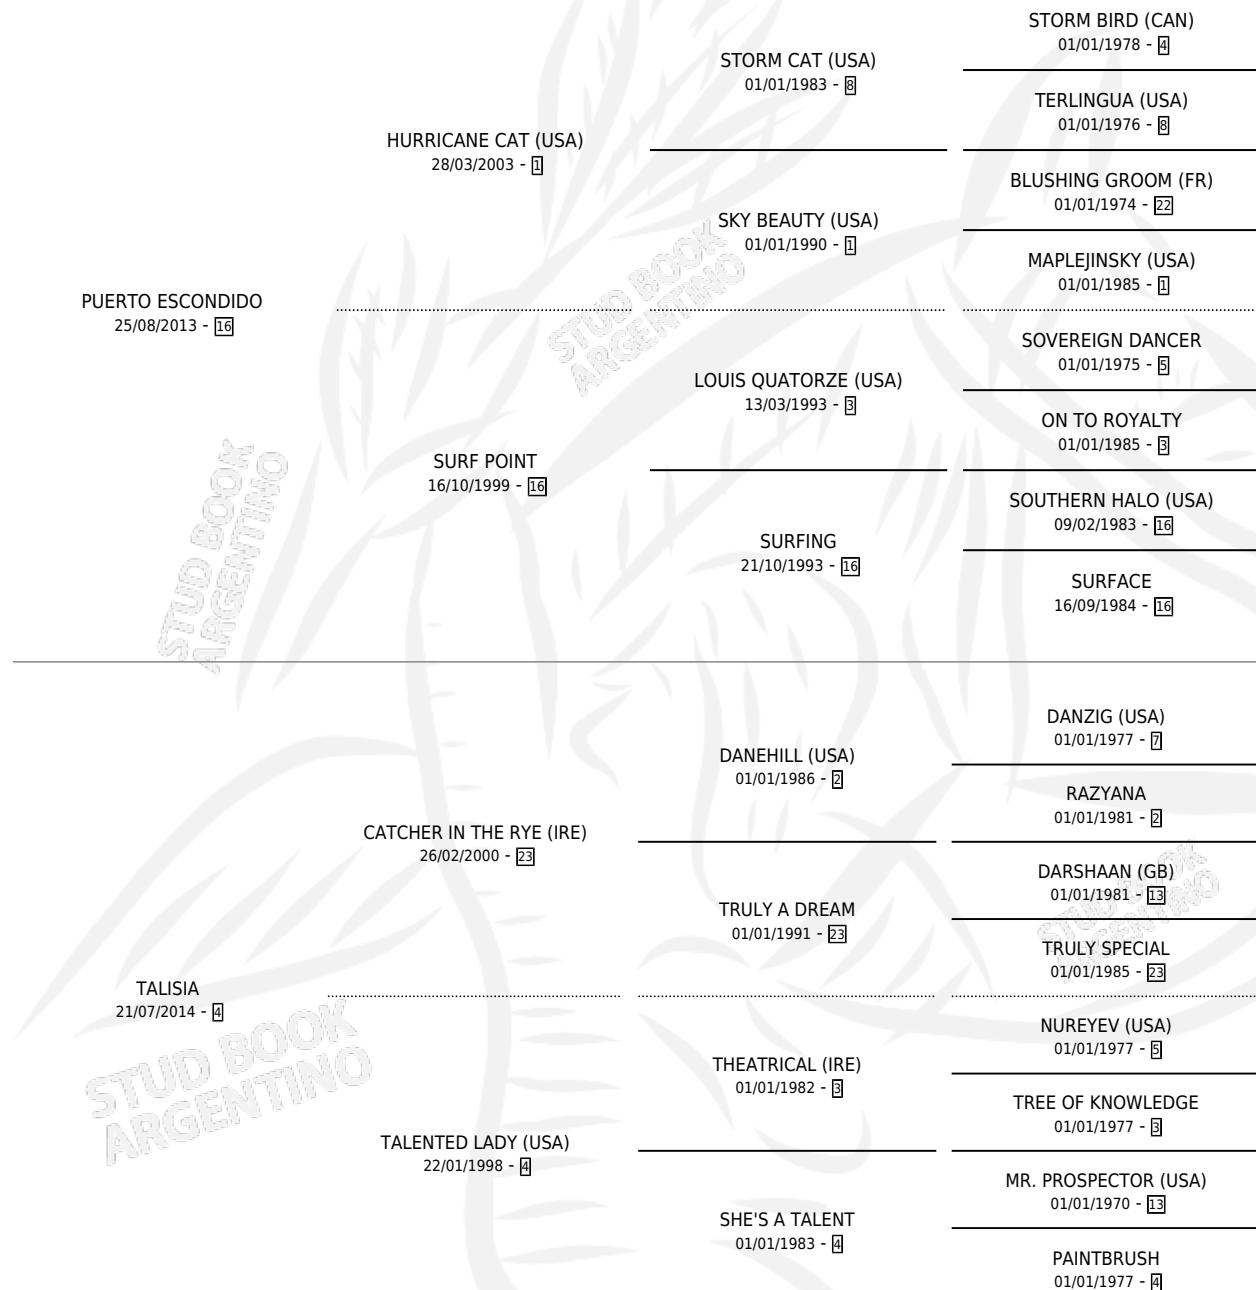 STORM BIRD (CAN)
01/01/1978 - 4
STORM CAT (USA)
01/01/1983 - 8
TERLINGUA (USA)
01/01/1976 - 8
HURRICANE CAT (USA)
28/03/2003 - 1
BLUSHING GROOM (FR)
01/01/1974 - 22
SKY BEAUTY (USA)
01/01/1990 - 1
MAPLEJINSKY (USA)
01/01/1985 - 1
PUERTO ESCONDIDO
25/08/2013 - 16
SOVEREIGN DANCER
01/01/1975 - 5
LOUIS QUATORZE (USA)
13/03/1993 - 3
ON TO ROYALTY
01/01/1985 - 3
SURF POINT
16/10/1999 - 16
SOUTHERN HALO (USA)
09/02/1983 - 16
SURFING
21/10/1993 - 16
SURFACE
16/09/1984 - 16
STUD BOOK
ARGENTINO
STUD BOOK
ARGENTINO
DANZIG (USA)
01/01/1977 - 7
DANEHILL (USA)
01/01/1986 - 2
RAZYANA
01/01/1981 - 2
CATCHER IN THE RYE (IRE)
26/02/2000 - 23
DARSHAAN (GB)
01/01/1981 - 13
TRULY A DREAM
01/01/1991 - 23
TRULY SPECIAL
01/01/1985 - 23
STUD BOOK
ARGENTINO
TALISIA
21/07/2014 - 4
NUREYEV (USA)
01/01/1977 - 5
THEATRICAL (IRE)
01/01/1982 - 3
TREE OF KNOWLEDGE
01/01/1977 - 3
TALENTED LADY (USA)
22/01/1998 - 4
MR. PROSPECTOR (USA)
01/01/1970 - 13
SHE'S A TALENT
01/01/1983 - 4
PAINTBRUSH
01/01/1977 - 4
STUD BOOK
ARGENTINO